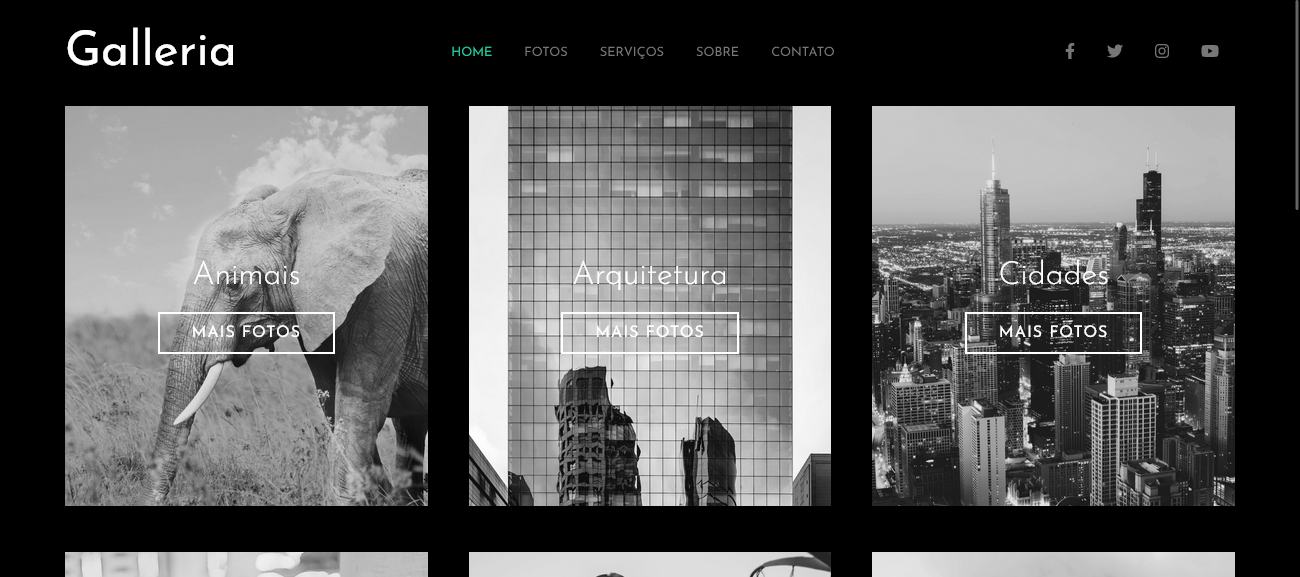 Galleria
HOME FOTOS SERVIÇOS SOBRE CONTATO
Animais
MAIS FOTOS
Arquitetura
MAIS FOTOS
Cidades
MAIS FOTOS